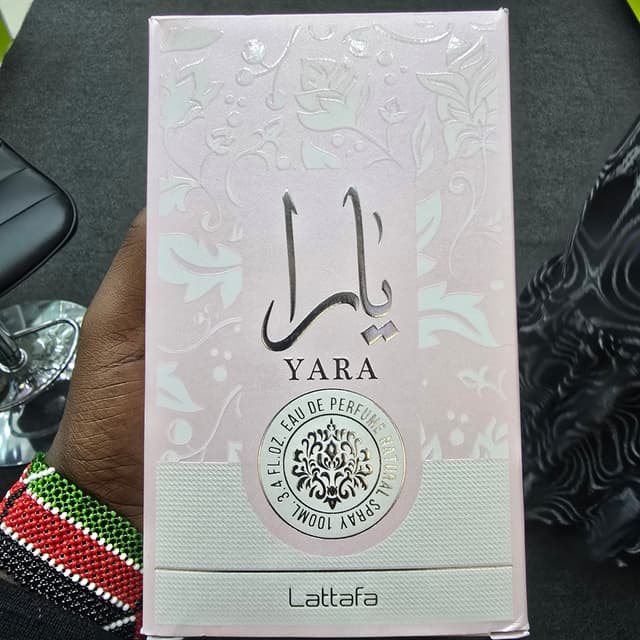 يارا
YARA
EAU DE PERFUME NATURAL SPRAY 100ML. 3.4 FL.OZ.
Lattafa